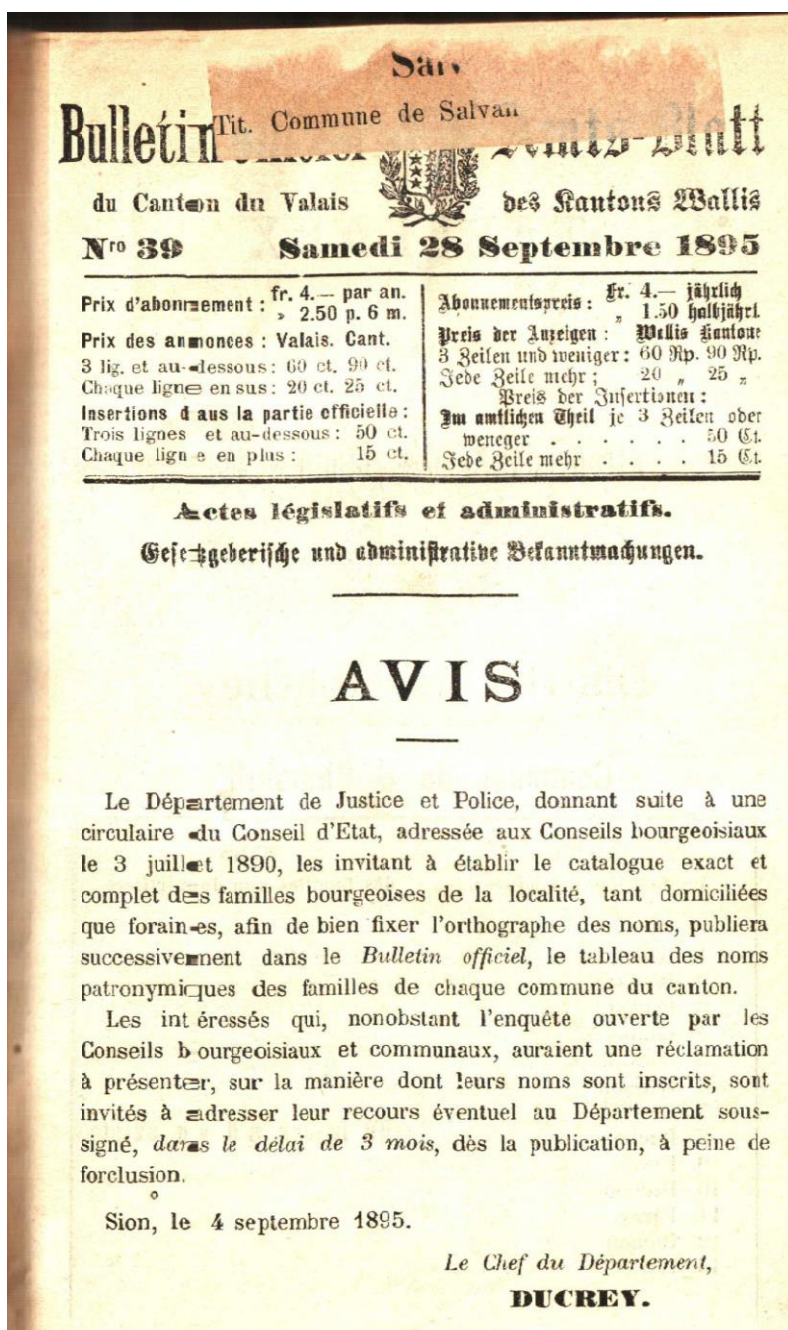 Tit. Commune de Salvan
Bulletin
Amts-Blatt
du Canton du Valais
des Kantons Wallis
Nro 39 Samedi 28 Septembre 1895
Prix d'abonnement : fr. 4.— par an.
„ 2.50 p. 6 m.
Prix des annonces : Valais. Cant.
3 lig. et au-dessous : 60 ct. 90 ct.
Chaque ligne en sus : 20 ct. 25 ct.
Insertions d aus la partie officielle :
Trois lignes et au-dessous : 50 ct.
Chaque lign e en plus : 15 ct.
Abonnementspreis : Fr. 4.— jährlich
„ 1.50 halbjährl.
Preis der Anzeigen : Wallis Kantone
3 Zeilen und weniger : 60 Rp. 90 Rp.
Jede Zeile mehr ; 20 „ 25 „
Preis der Insertionen :
Im amtlichen Theil je 3 Zeilen oder
weneger . . . . . . 50 Ct.
Jede Zeile mehr . . . . 15 Ct.
Actes législatifs et administratifs.
Gesetzgeberische und administrative Bekanntmachungen.
AVIS
Le Département de Justice et Police, donnant suite à une
circulaire du Conseil d'Etat, adressée aux Conseils bourgeoisiaux
le 3 juillet 1890, les invitant à établir le catalogue exact et
complet des familles bourgeoises de la localité, tant domiciliées
que foraines, afin de bien fixer l'orthographe des noms, publiera
successivement dans le Bulletin officiel, le tableau des noms
patronymiques des familles de chaque commune du canton.
Les int éressés qui, nonobstant l'enquête ouverte par les
Conseils b ourgeoisiaux et communaux, auraient une réclamation
à présenter, sur la manière dont leurs noms sont inscrits, sont
invités à adresser leur recours éventuel au Département sous-
signé, dans le délai de 3 mois, dès la publication, à peine de
forclusion.
Sion, le 4 septembre 1895.
Le Chef du Département,
DUCREY.